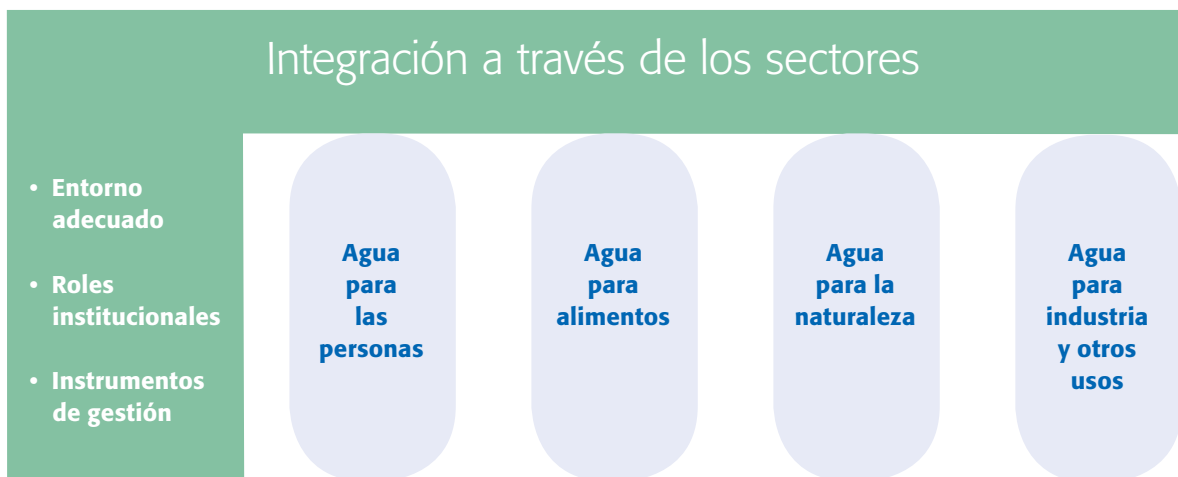 Integración a través de los sectores
• Entorno
adecuado
• Roles
institucionales
• Instrumentos
de gestión
Agua
para
las
personas
Agua
para
alimentos
Agua
para la
naturaleza
Agua
para
industria
y otros
usos